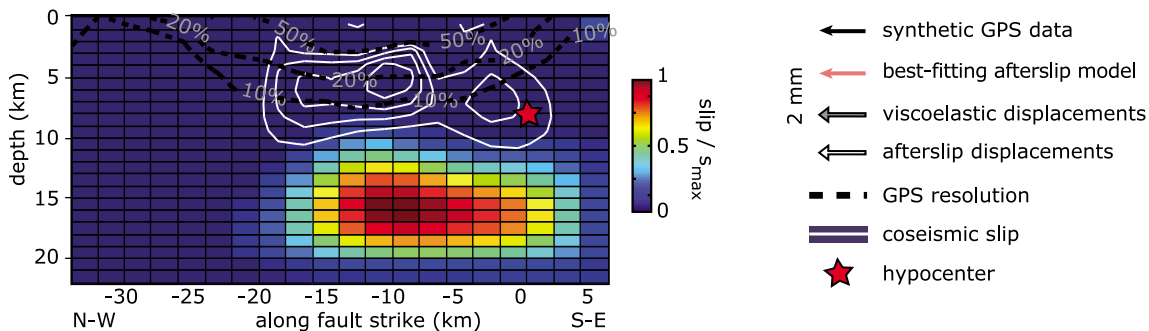 0
5
10
15
20
depth (km)
20%
50%
50%
20%
10%
10%
20%
10%
-30
-25
-20
-15
-10
-5
0
5
N-W
along fault strike (km)
S-E
1
0.5
0
slip / smax
2 mm
synthetic GPS data
best-fitting afterslip model
viscoelastic displacements
afterslip displacements
GPS resolution
coseismic slip
hypocenter